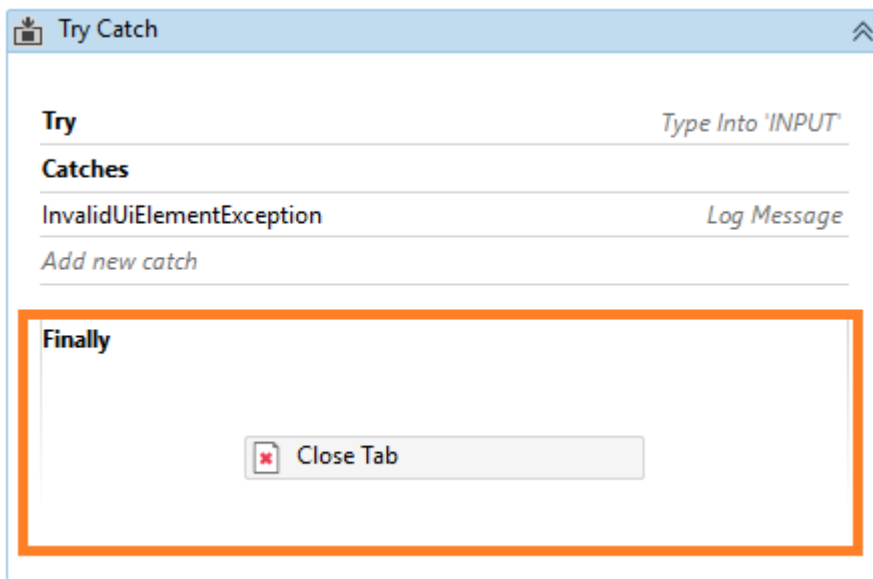 Try Catch
Try Type Into 'INPUT'
Catches
InvalidUiElementException Log Message
Add new catch
Finally
Close Tab